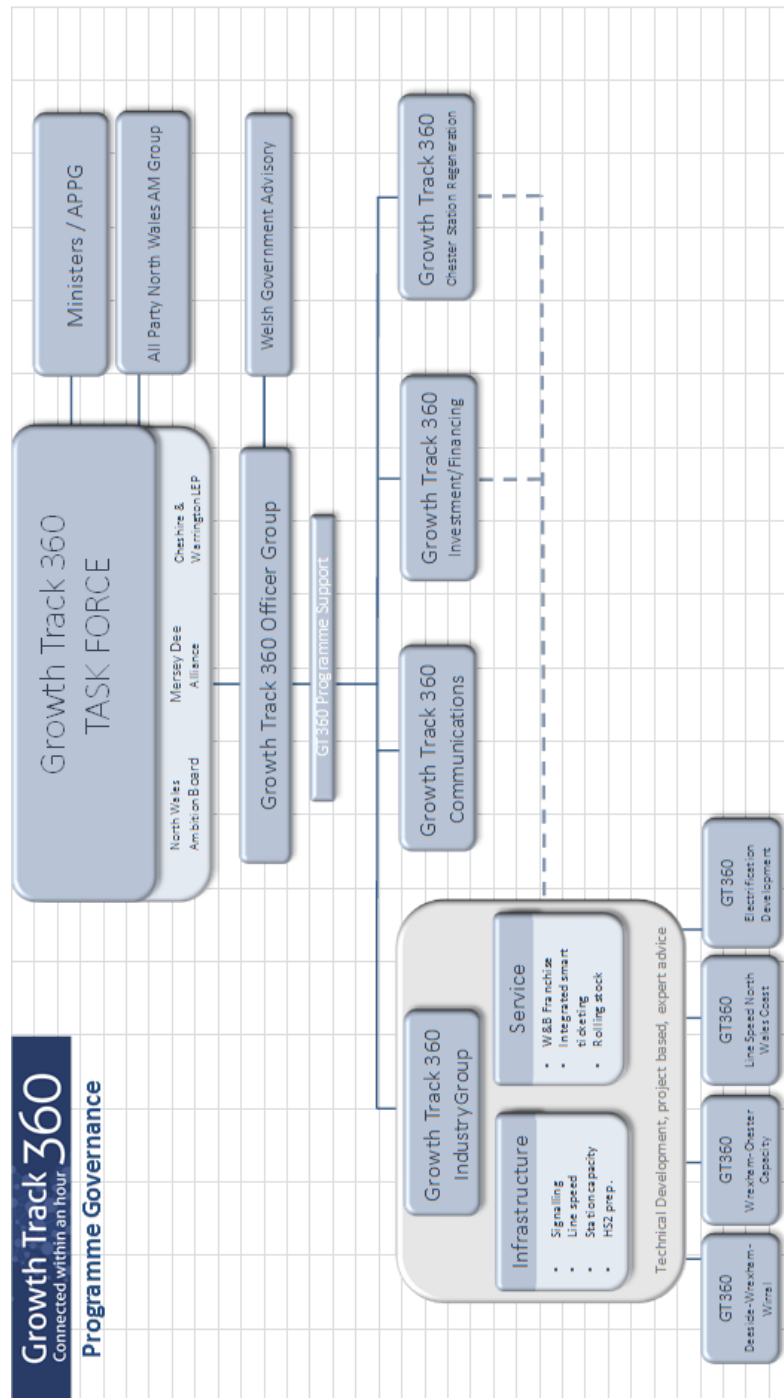 Growth Track 360
Connected within an hour
Programme Governance
Growth Track 360
TASK FORCE
North Wales
Ambition Board
Mersey Dee
Alliance
Cheshire &
Warrington LEP
Ministers / APPG
All Party North Wales AM Group
Growth Track 360 Officer Group
Welsh Government Advisory
GT360 Programme Support
Growth Track 360
IndustryGroup
Growth Track 360
Communications
Growth Track 360
Investment/Financing
Growth Track 360
Chester Station Regeneration
Infrastructure
• Signalling
• Line speed
• Station capacity
• HS2 prep.
Service
• W&B Franchise
• Integrated smart
ticketing
• Rolling stock
Technical Development, project based, expert advice
GT360
Deeside-Wrexham-
Wirral
GT360
Wrexham-Chester
Capacity
GT360
Line Speed North
Wales Coast
GT360
Electrification
Development